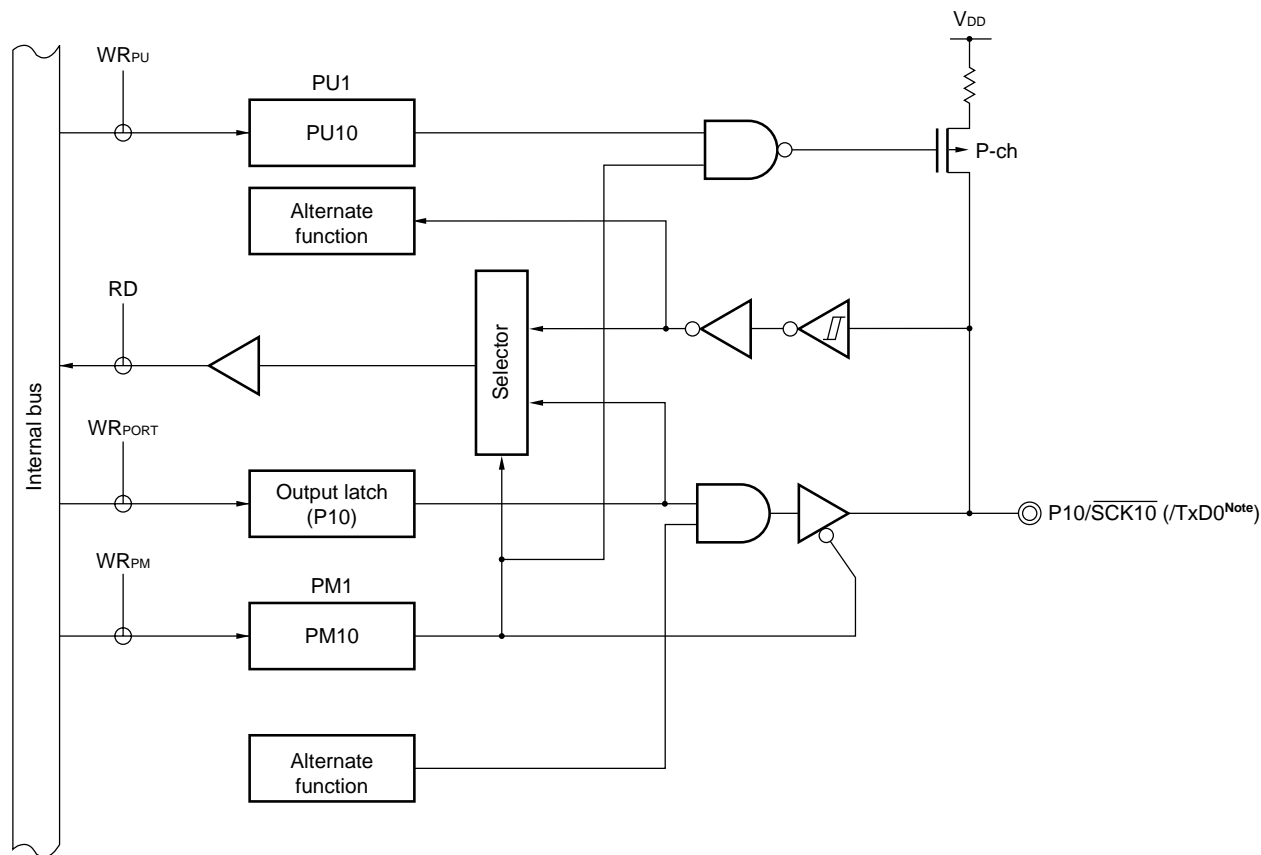 VDD
WRPU
PU1
PU10
P-ch
Alternate
function
RD
Selector
Internal bus
WRPORT
Output latch
(P10)
P10/SCK10 (/TxD0Note)
WRPM
PM1
PM10
Alternate
function